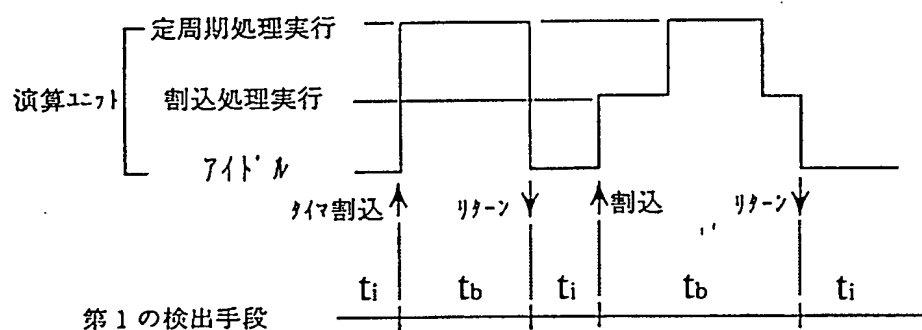 定周期処理実行
演算ユニット 割込処理実行
アイドル
タイマ割込 リターン 割込 リターン
ti tb ti tb ti
第1の検出手段